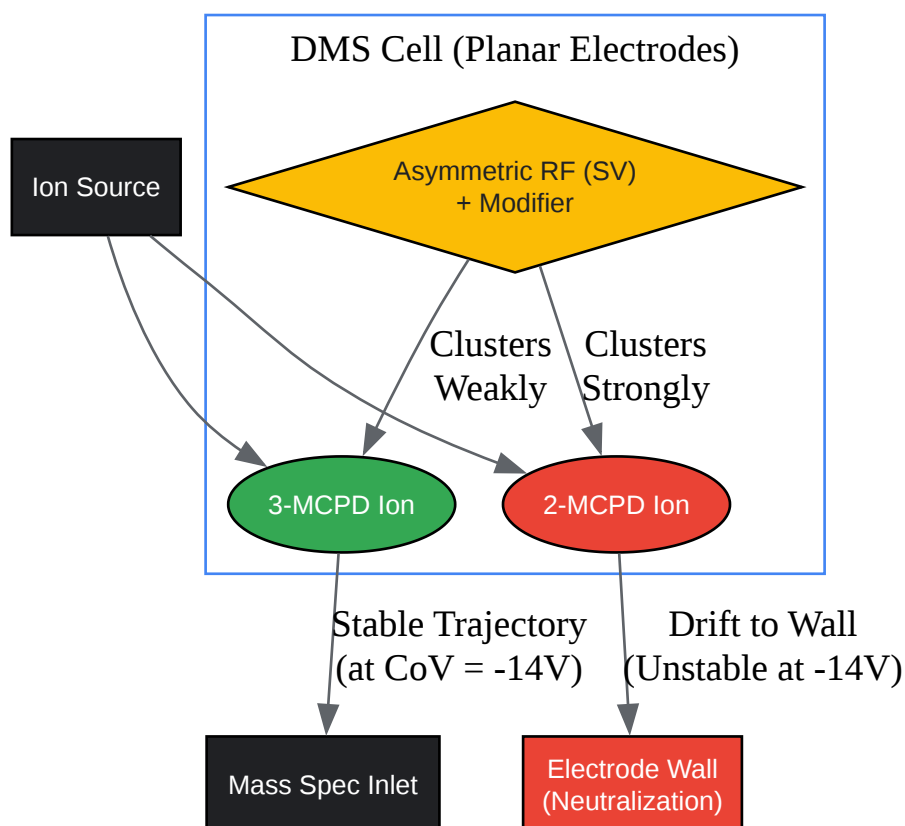 DMS Cell (Planar Electrodes)
Ion Source
Asymmetric RF (SV)
+ Modifier
Clusters
Weakly
Clusters
Strongly
3-MCPD Ion
2-MCPD Ion
Stable Trajectory
(at CoV = -14V)
Drift to Wall
(Unstable at -14V)
Mass Spec Inlet
Electrode Wall
(Neutralization)